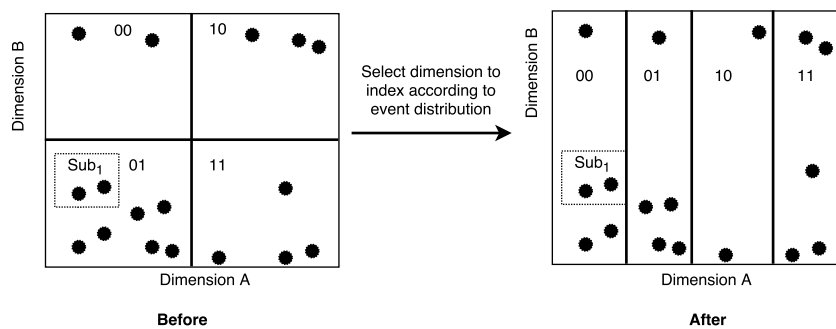 Dimension B
00
10
Sub1
01
11
Dimension A
Before
Select dimension to
index according to
event distribution
Dimension B
00
01
10
11
Sub1
Dimension A
After